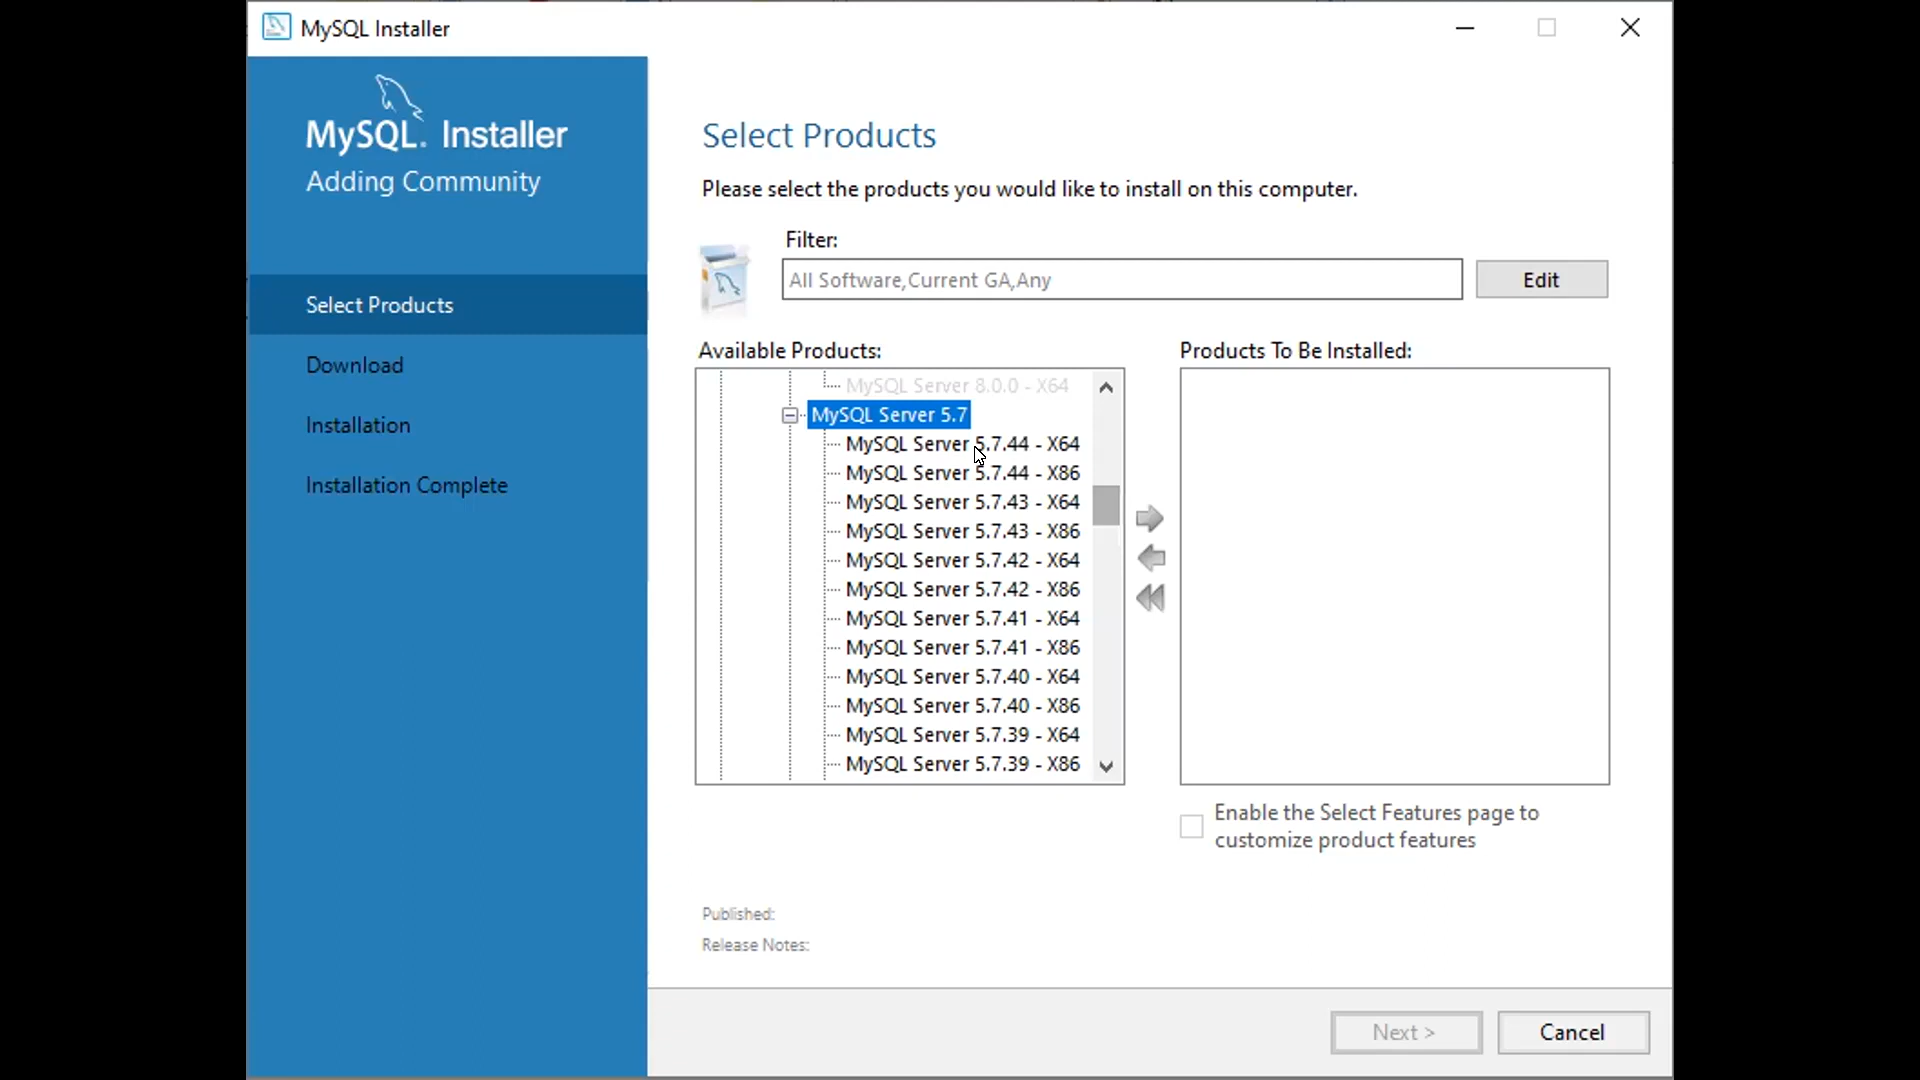 MySQL Installer
MySQL. Installer
Adding Community
Select Products
Download
Installation
Installation Complete
Select Products
Please select the products you would like to install on this computer.
Filter:
All Software,Current GA,Any
Edit
Available Products:
MySQL Server 8.0.0 - X64
MySQL Server 5.7
MySQL Server 5.7.44 - X64
MySQL Server 5.7.44 - X86
MySQL Server 5.7.43 - X64
MySQL Server 5.7.43 - X86
MySQL Server 5.7.42 - X64
MySQL Server 5.7.42 - X86
MySQL Server 5.7.41 - X64
MySQL Server 5.7.41 - X86
MySQL Server 5.7.40 - X64
MySQL Server 5.7.40 - X86
MySQL Server 5.7.39 - X64
MySQL Server 5.7.39 - X86
Products To Be Installed:
Enable the Select Features page to
customize product features
Published:
Release Notes:
Next >
Cancel